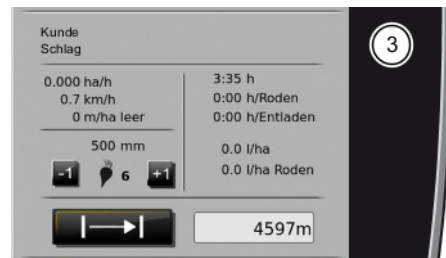 Kunde
Schlag
0.000 ha/h
0.7 km/h
0 m/ha leer
3:35 h
0:00 h/Roden
0:00 h/Entladen
500 mm
-1 6 +1
0.0 l/ha
0.0 l/ha Roden
4597m
3